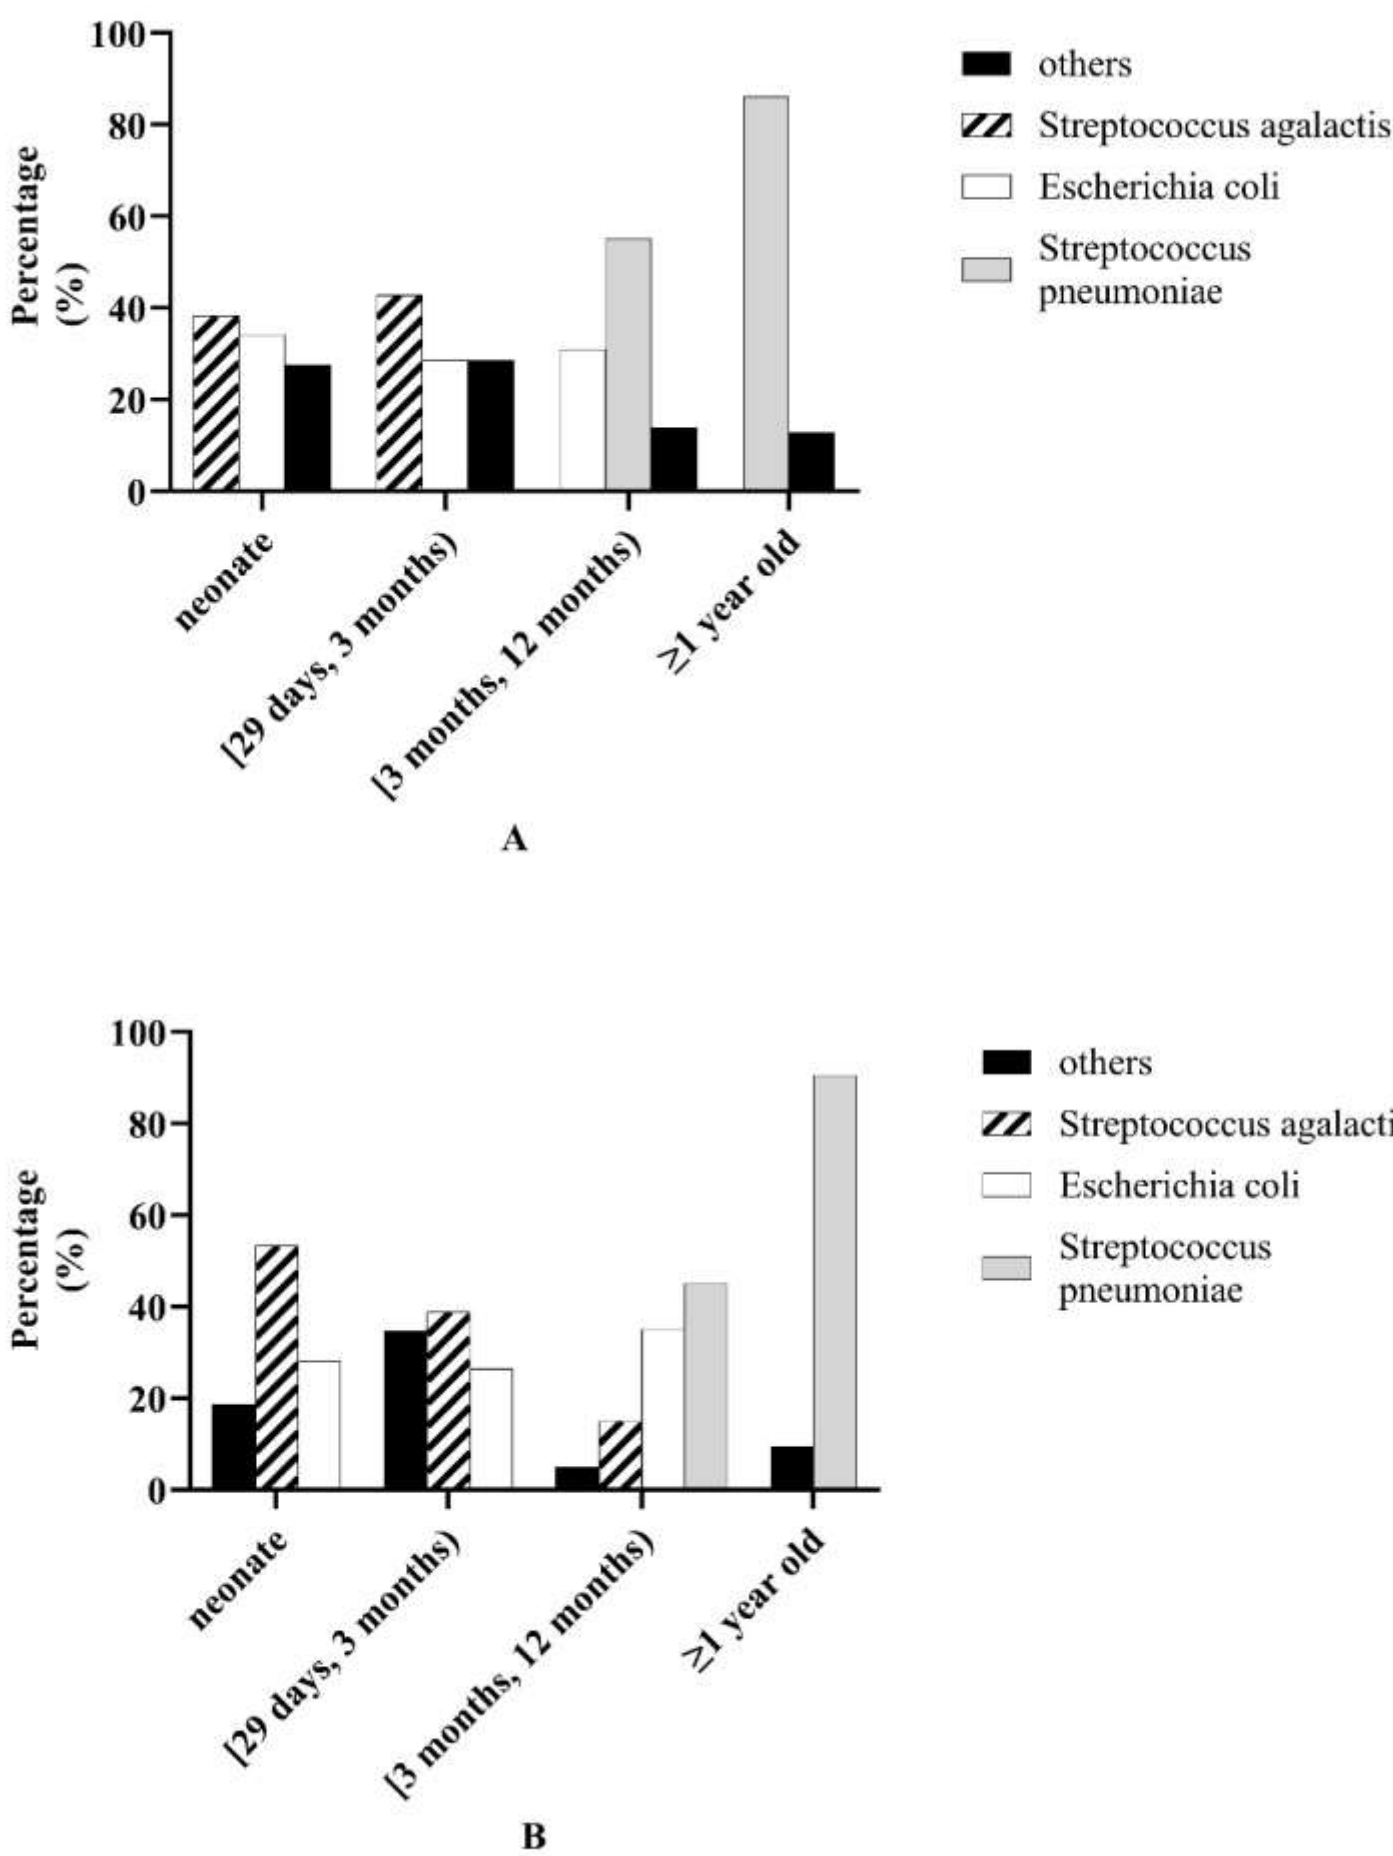 100
80
60
40
20
0
Percentage
(%)
neonate
[29 days, 3 months)
[3 months, 12 months)
≥1 year old
others
Streptococcus agalactis
Escherichia coli
Streptococcus
pneumoniae
A
100
80
60
40
20
0
Percentage
(%)
neonate
[29 days, 3 months)
[3 months, 12 months)
≥1 year old
others
Streptococcus agalacti
Escherichia coli
Streptococcus
pneumoniae
B